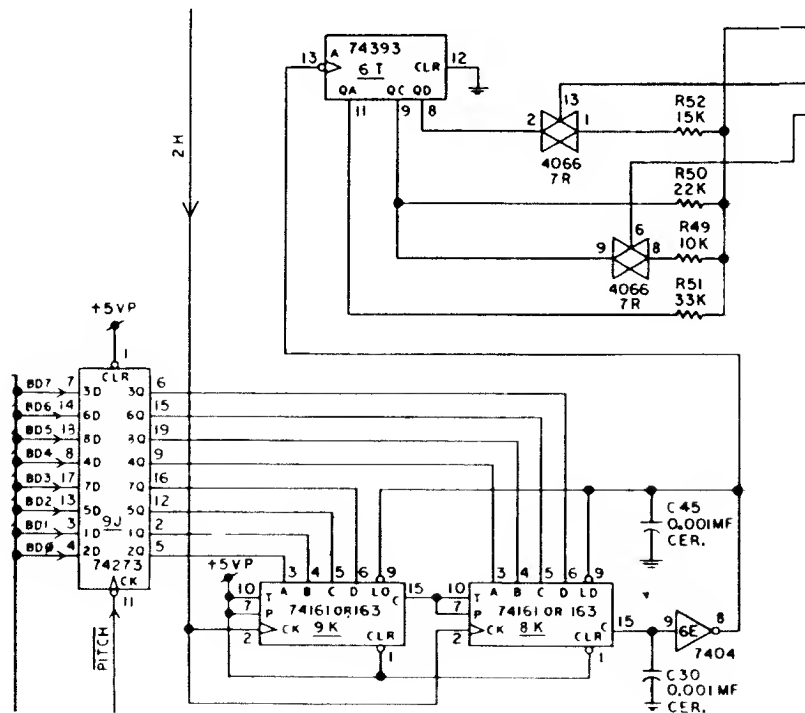 74393
13 A 6T CLR 12
QA QC QD
11 9 8
13
2 1
4066
7R
R52
15K
R50
22K
6
9 8
4066
7R
R49
10K
R51
33K
2H
+5VP
1
CLR
BD7 7 3D 3Q 6
BD6 14 6D 6Q 15
BD5 18 8D 8Q 19
BD4 8 4D 4Q 9
BD3 17 7D 7Q 16
BD2 13 5D 5Q 12
BD1 3 1D 1Q 2
BDØ 4 2D 2Q 5
9J
74273
CK
11
PITCH
+5VP
3 4 5 6 9
A B C D LD
10 T C 15
7 P
74161 OR 163
9K
2 CK
CLR
1
3 4 5 6 9
A B C D LD
10 T
7 P
74161 OR 163
8K
2 CK C 15
CLR
1
C45
0.001MF
CER.
9 6E 8
7404
C30
0.001MF
CER.